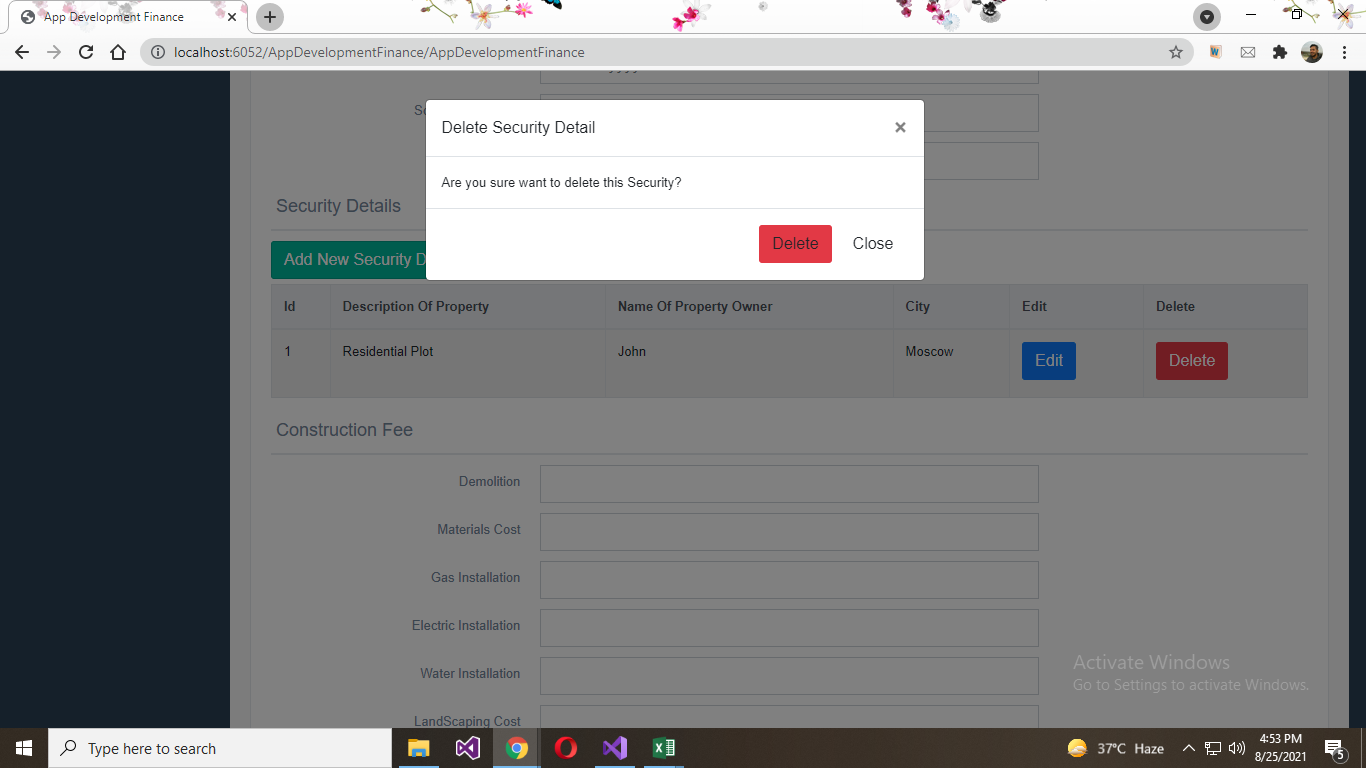 App Development Finance
localhost:6052/AppDevelopmentFinance/AppDevelopmentFinance
Delete Security Detail
Are you sure want to delete this Security?
Delete Close
Security Details
Add New Security D
Id Description Of Property Name Of Property Owner City Edit Delete
1 Residential Plot John Moscow Edit Delete
Construction Fee
Demolition
Materials Cost
Gas Installation
Electric Installation
Water Installation
LandScaping Cost
Activate Windows
Go to Settings to activate Windows.
Type here to search
37°C Haze
4:53 PM
8/25/2021
5